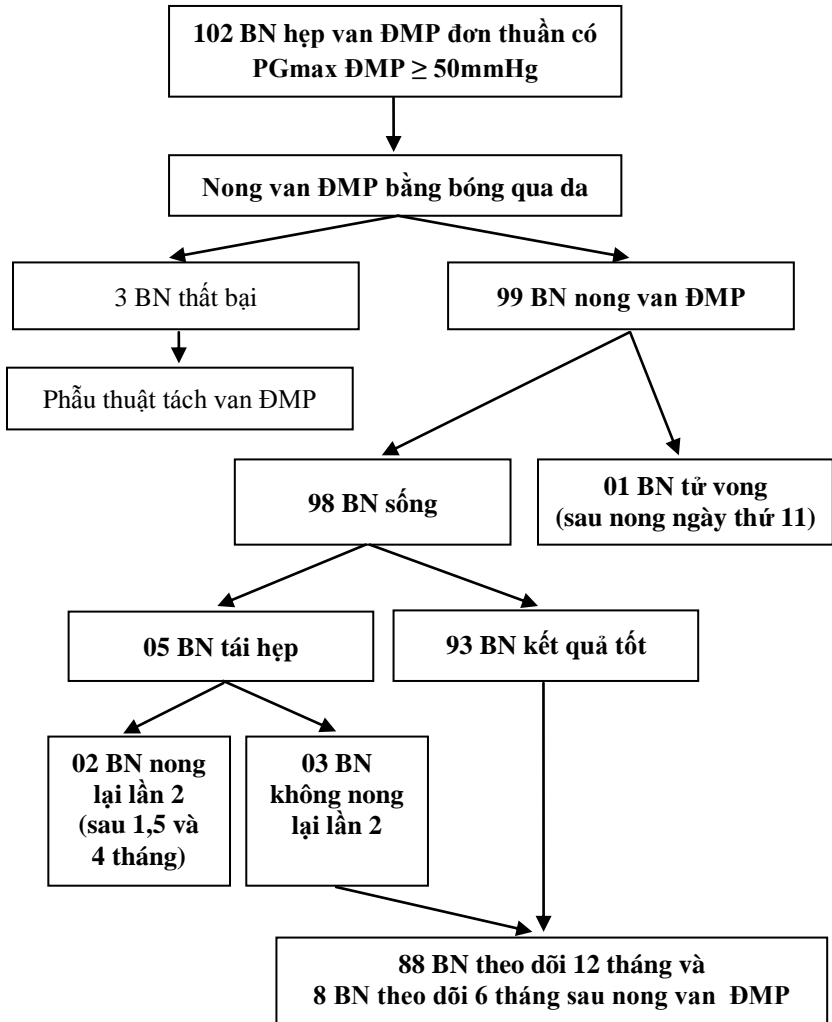 102 BN hẹp van ĐMP đơn thuần có
PGmax ĐMP ≥ 50mmHg
Nong van ĐMP bằng bóng qua da
3 BN thất bại
99 BN nong van ĐMP
Phẫu thuật tách van ĐMP
98 BN sống
01 BN tử vong
(sau nong ngày thứ 11)
05 BN tái hẹp
93 BN kết quả tốt
02 BN nong
lại lần 2
(sau 1,5 và
4 tháng)
03 BN
không nong
lại lần 2
88 BN theo dõi 12 tháng và
8 BN theo dõi 6 tháng sau nong van ĐMP